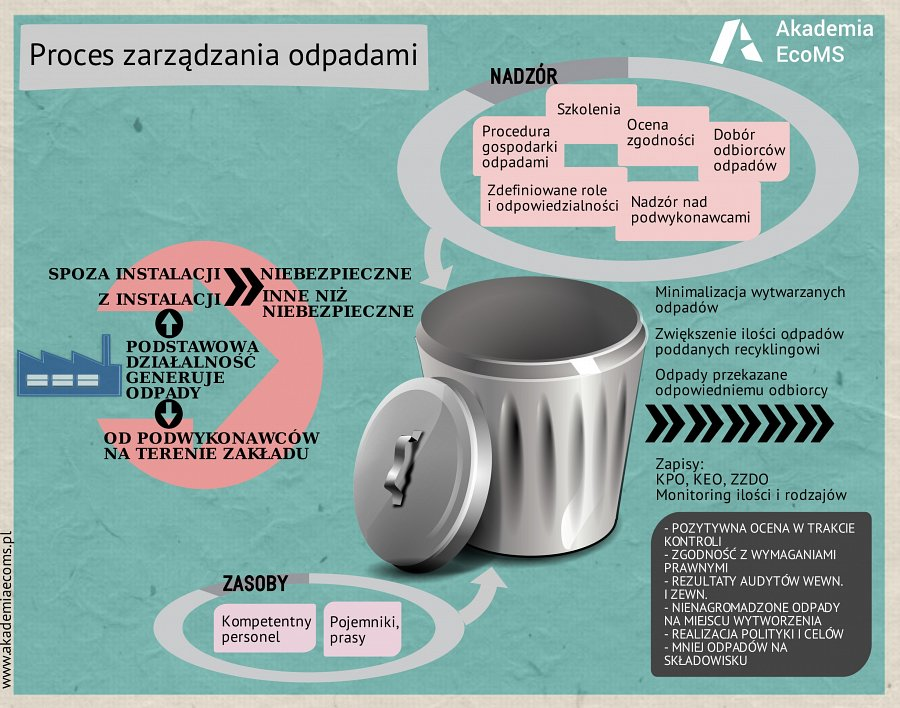 Proces zarządzania odpadami
Akademia
EcoMS
NADZÓR
Szkolenia
Ocena
zgodności
Procedura
gospodarki
odpadami
Dobór
odbiorców
odpadów
Zdefiniowane role
i odpowiedzialności
Nadzór nad
podwykonawcami
SPOZA INSTALACJI
NIEBEZPIECZNE
Z INSTALACJI
INNE NIŻ
NIEBEZPIECZNE
PODSTAWOWA
DZIAŁALNOŚĆ
GENERUJE
ODPADY
OD PODWYKONAWCÓW
NA TERENIE ZAKŁADU
Minimalizacja wytwarzanych
odpadów
Zwiększenie ilości odpadów
poddanych recyklingowi
Odpady przekazane
odpowiedniemu odbiorcy
Zapisy:
KPO, KEO, ZZDO
Monitoring ilości i rodzajów
- POZYTYWNA OCENA W TRAKCIE
KONTROLI
- ZGODNOŚĆ Z WYMAGANIAMI
PRAWNYMI
- REZULTATY AUDYTÓW WEWN.
I ZEWN.
- NIENAGROMADZONE ODPADY
NA MIEJSCU WYTWORZENIA
- REALIZACJA POLITYKI I CELÓW
- MNIEJ ODPADÓW NA
SKŁADOWISKU
ZASOBY
Kompetentny
personel
Pojemniki,
prasy
www.akademiaecoms.pl